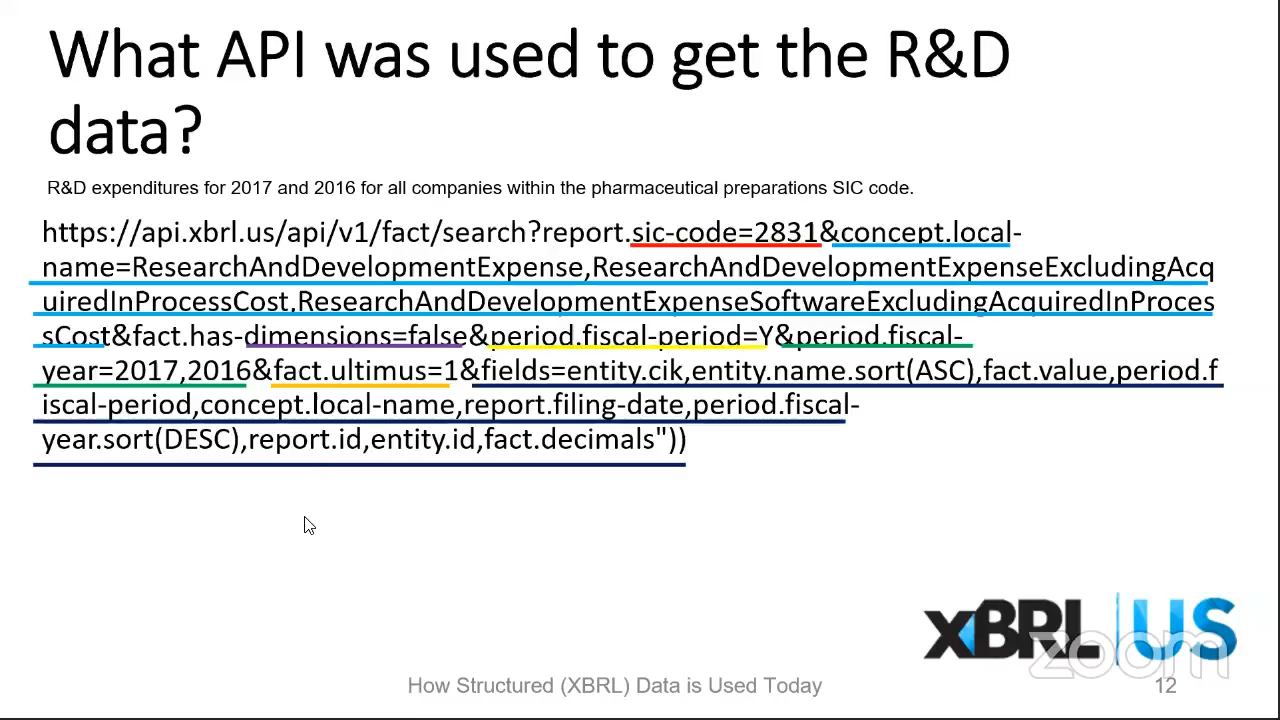 What API was used to get the R&D
data?
R&D expenditures for 2017 and 2016 for all companies within the pharmaceutical preparations SIC code.
https://api.xbrl.us/api/v1/fact/search?report.sic-code=2831&concept.local-
name=ResearchAndDevelopmentExpense,ResearchAndDevelopmentExpenseExcludingAcq
uiredInProcessCost,ResearchAndDevelopmentExpenseSoftwareExcludingAcquiredInProces
sCost&fact.has-dimensions=false&period.fiscal-period=Y&period.fiscal-
year=2017,2016&fact.ultimus=1&fields=entity.cik,entity.name.sort(ASC),fact.value,period.f
iscal-period,concept.local-name,report.filing-date,period.fiscal-
year.sort(DESC),report.id,entity.id,fact.decimals"))
XBRL US
zoom
How Structured (XBRL) Data is Used Today
12